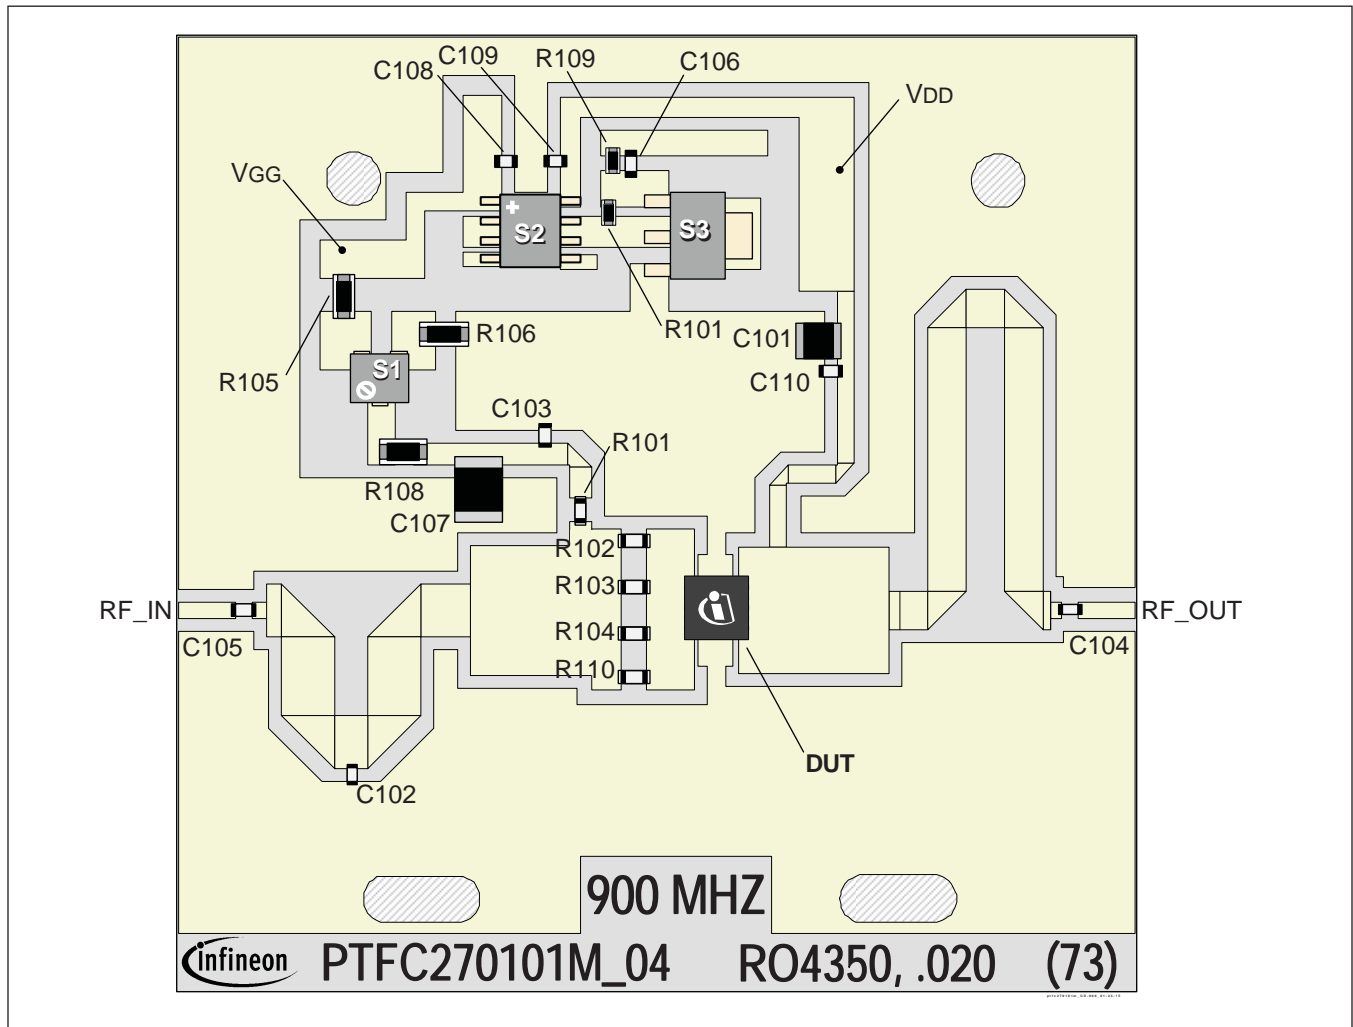 C109
R109
C106
C108
VDD
VGG
S2
S3
R101
R106
C101
S1
R105
C110
C103
R101
R108
C107
R102
R103
RF_IN
RF_OUT
R104
C105
C104
R110
DUT
C102
900 MHZ
infineon PTFC270101M_04 RO4350, .020 (73)